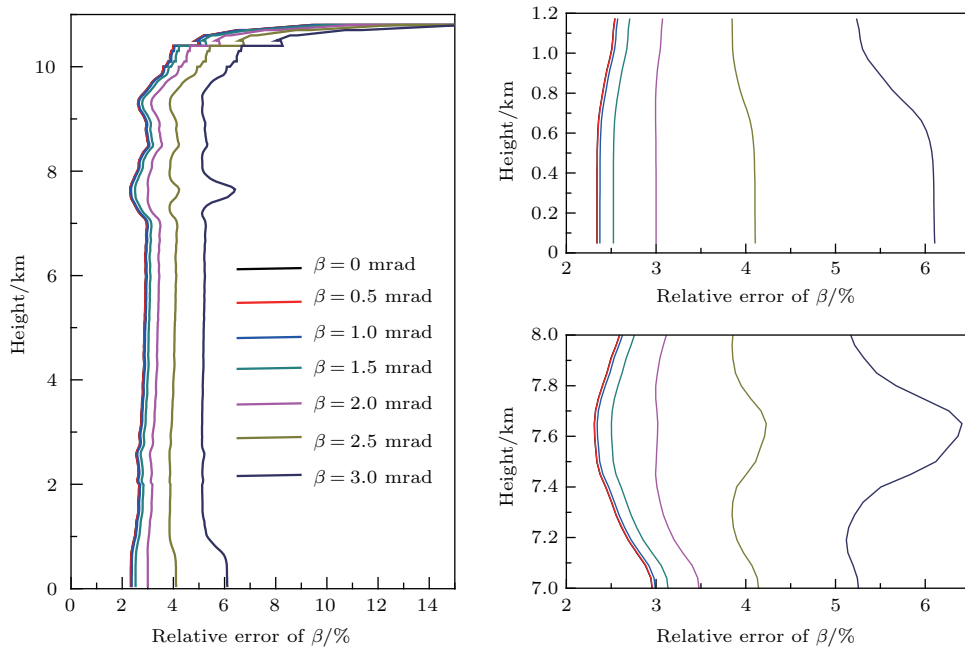 Height/km
10
8
6
4
2
0
0 2 4 6 8 10 12 14
Relative error of β/%
β = 0 mrad
β = 0.5 mrad
β = 1.0 mrad
β = 1.5 mrad
β = 2.0 mrad
β = 2.5 mrad
β = 3.0 mrad
Height/km
1.2
1.0
0.8
0.6
0.4
0.2
0
2 3 4 5 6
Relative error of β/%
Height/km
8.0
7.8
7.6
7.4
7.2
7.0
2 3 4 5 6
Relative error of β/%